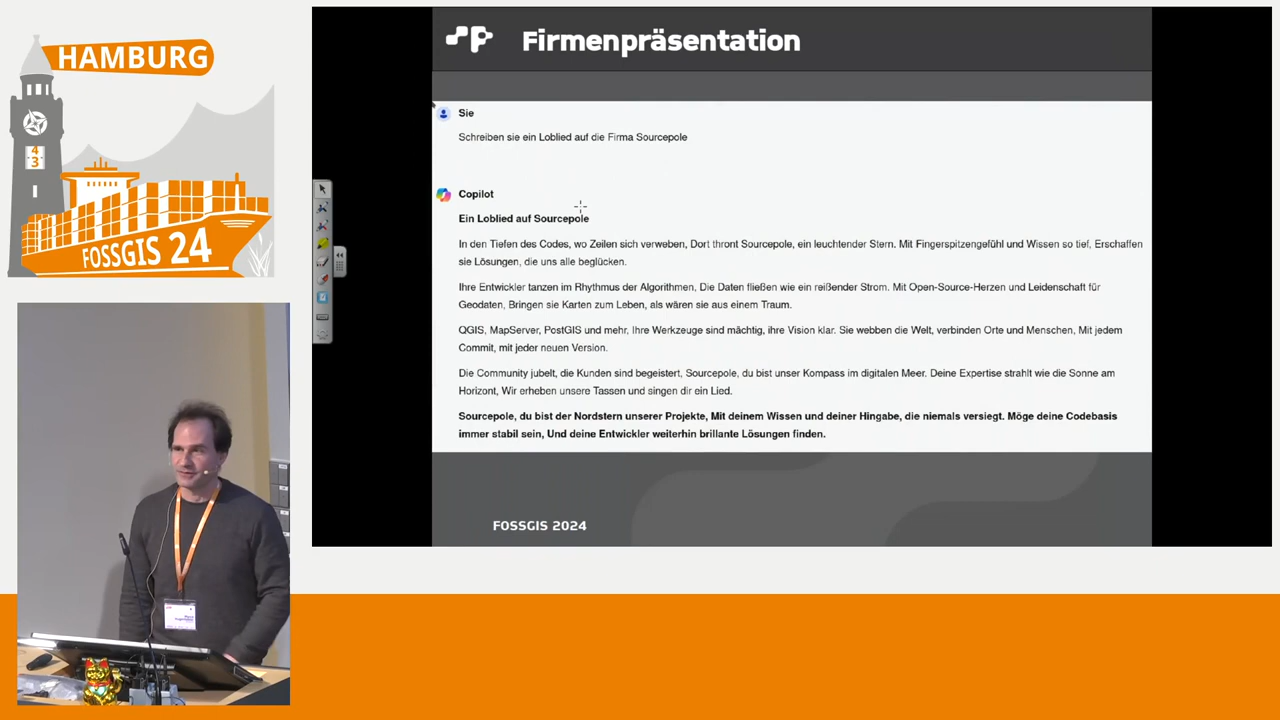 HAMBURG
4
3
FOSSGIS 24
Firmenpräsentation
Sie
Schreiben sie ein Loblied auf die Firma Sourcepole
Copilot
Ein Loblied auf Sourcepole
In den Tiefen des Codes, wo Zeilen sich verweben, Dort thront Sourcepole, ein leuchtender Stern. Mit Fingerspitzengefühl und Wissen so tief, Erschaffen
sie Lösungen, die uns alle beglücken.
Ihre Entwickler tanzen im Rhythmus der Algorithmen, Die Daten fließen wie ein reißender Strom. Mit Open-Source-Herzen und Leidenschaft für
Geodaten, Bringen sie Karten zum Leben, als wären sie aus einem Traum.
QGIS, MapServer, PostGIS und mehr, Ihre Werkzeuge sind mächtig, ihre Vision klar. Sie webben die Welt, verbinden Orte und Menschen, Mit jedem
Commit, mit jeder neuen Version.
Die Community jubelt, die Kunden sind begeistert, Sourcepole, du bist unser Kompass im digitalen Meer. Deine Expertise strahlt wie die Sonne am
Horizont, Wir erheben unsere Tassen und singen dir ein Lied.
Sourcepole, du bist der Nordstern unserer Projekte, Mit deinem Wissen und deiner Hingabe, die niemals versiegt. Möge deine Codebasis
immer stabil sein, Und deine Entwickler weiterhin brillante Lösungen finden.
FOSSGIS 2024